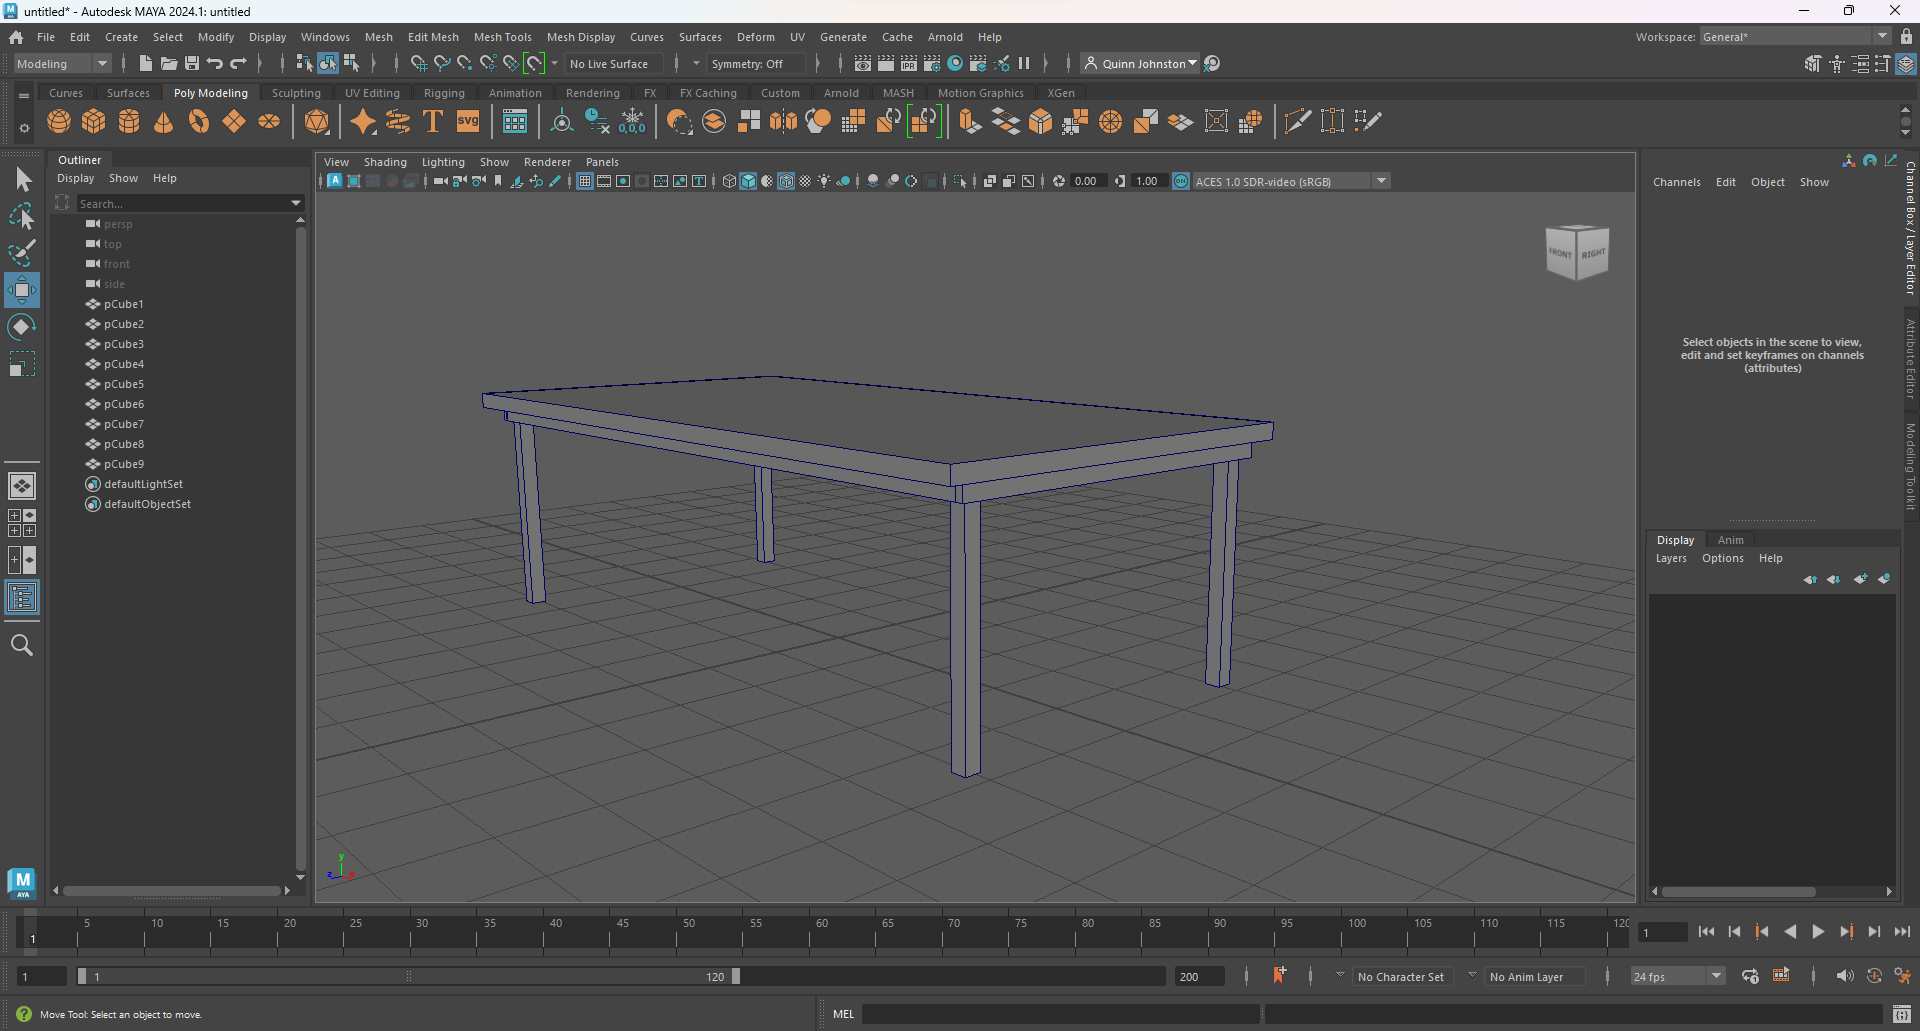 untitled* - Autodesk MAYA 2024.1: untitled
File Edit Create Select Modify Display Windows Mesh Edit Mesh Mesh Tools Mesh Display Curves Surfaces Deform UV Generate Cache Arnold Help
Workspace: General*
Modeling No Live Surface Symmetry: Off IPR Quinn Johnston
Curves Surfaces Poly Modeling Sculpting UV Editing Rigging Animation Rendering FX FX Caching Custom Arnold MASH Motion Graphics XGen
T svg 0,0,0
Outliner
Display Show Help
Search...
persp
top
front
side
pCube1
pCube2
pCube3
pCube4
pCube5
pCube6
pCube7
pCube8
pCube9
defaultLightSet
defaultObjectSet
View Shading Lighting Show Renderer Panels
0.00 1.00 ON ACES 1.0 SDR-video (sRGB)
FRONT RIGHT
y
z x
Channels Edit Object Show
Select objects in the scene to view,
edit and set keyframes on channels
(attributes)
Channel Box / Layer Editor
Attribute Editor
Modeling Toolkit
Display Anim
Layers Options Help
M
AYA
5 10 15 20 25 30 35 40 45 50 55 60 65 70 75 80 85 90 95 100 105 110 115 120
1 1
1 1 120 200 No Character Set No Anim Layer 24 fps
Move Tool: Select an object to move.
MEL